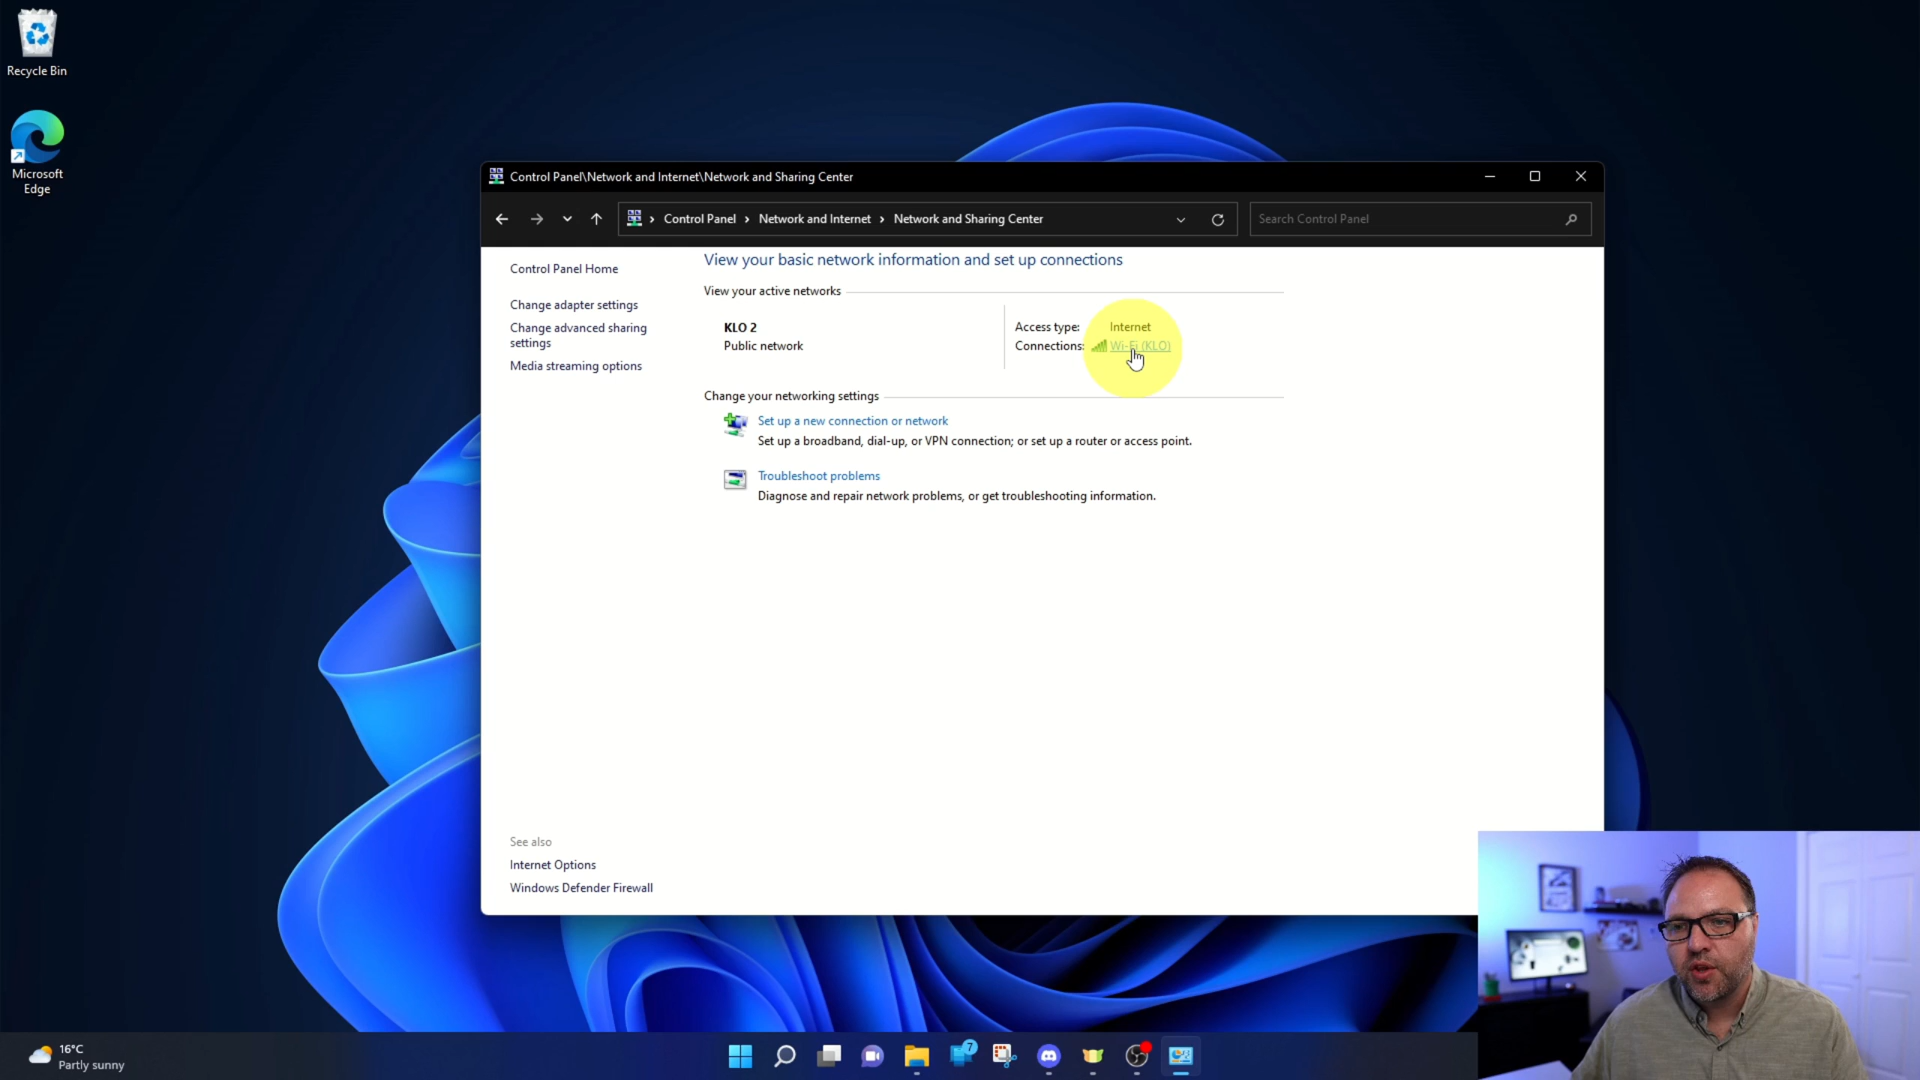 Recycle Bin
Microsoft
Edge
Control Panel\Network and Internet\Network and Sharing Center
Control Panel > Network and Internet > Network and Sharing Center
Search Control Panel
Control Panel Home
Change adapter settings
Change advanced sharing
settings
Media streaming options
View your basic network information and set up connections
View your active networks
KLO 2
Public network
Access type: Internet
Connections: Wi-Fi (KLO)
Change your networking settings
Set up a new connection or network
Set up a broadband, dial-up, or VPN connection; or set up a router or access point.
Troubleshoot problems
Diagnose and repair network problems, or get troubleshooting information.
See also
Internet Options
Windows Defender Firewall
16°C
Partly sunny
7